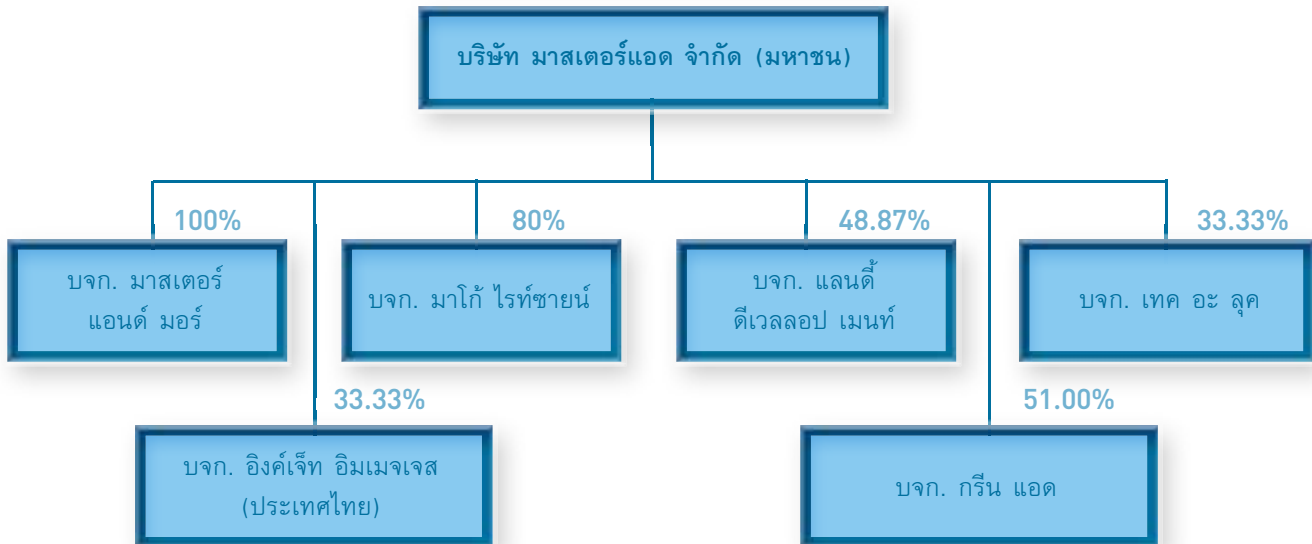 บริษัท มาสเตอร์แอด จำกัด (มหาชน)
100%
80%
48.87%
33.33%
บจก. มาสเตอร์
แอนด์ มอร์
บจก. มาโก้ ไรท์ซายน์
บจก. แลนดี้
ดีเวลลอป เมนท์
บจก. เทค อะ ลุค
33.33%
51.00%
บจก. อิงค์เจ็ท อิมเมจเจส
(ประเทศไทย)
บจก. กรีน แอด